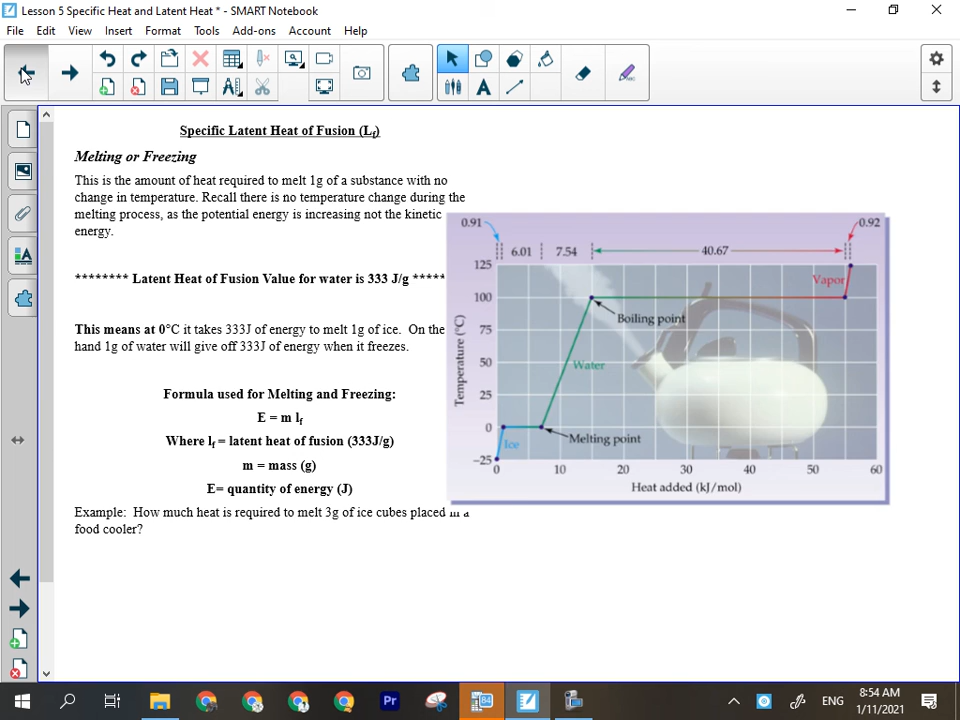 Lesson 5 Specific Heat and Latent Heat * - SMART Notebook
File Edit View Insert Format Tools Add-ons Account Help
Specific Latent Heat of Fusion (Lf)
Melting or Freezing
This is the amount of heat required to melt 1g of a substance with no
change in temperature. Recall there is no temperature change during the
melting process, as the potential energy is increasing not the kinetic
energy.
******** Latent Heat of Fusion Value for water is 333 J/g *****
This means at 0°C it takes 333J of energy to melt 1g of ice. On the
hand 1g of water will give off 333J of energy when it freezes.
Formula used for Melting and Freezing:
E = m lf
Where lf = latent heat of fusion (333J/g)
m = mass (g)
E= quantity of energy (J)
Example: How much heat is required to melt 3g of ice cubes placed in a
food cooler?
0.91
0.92
6.01
7.54
40.67
125
100
75
50
25
0
-25
Temperature (°C)
Vapor
Boiling point
Water
Melting point
Ice
0 10 20 30 40 50 60
Heat added (kJ/mol)
ENG
8:54 AM
1/11/2021